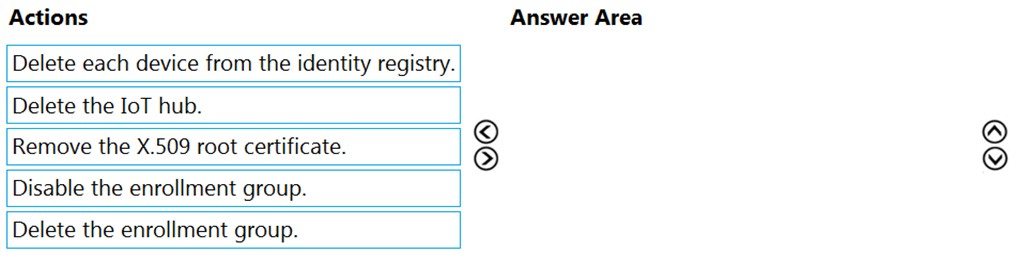 Actions
Answer Area
Delete each device from the identity registry.
Delete the IoT hub.
Remove the X.509 root certificate.
Disable the enrollment group.
Delete the enrollment group.